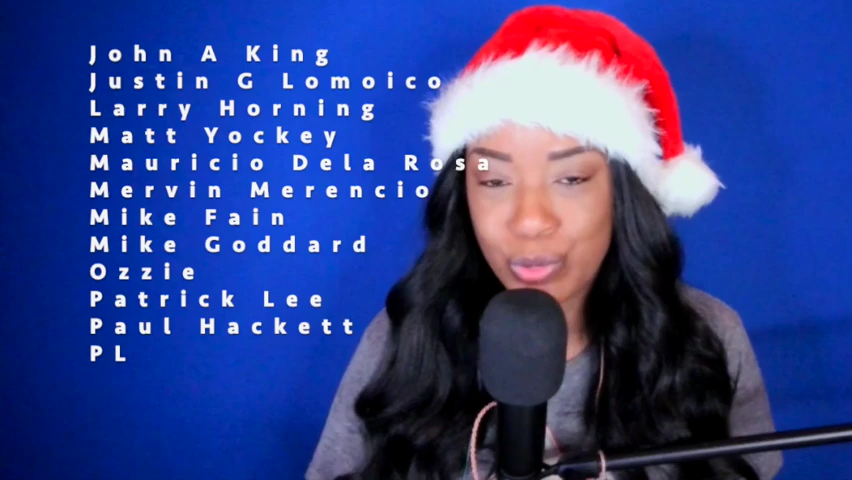 John A King
Justin G Lomoico
Larry Horning
Matt Yockey
Mauricio Dela Rosa
Mervin Merencio
Mike Fain
Mike Goddard
Ozzie
Patrick Lee
Paul Hackett
PL